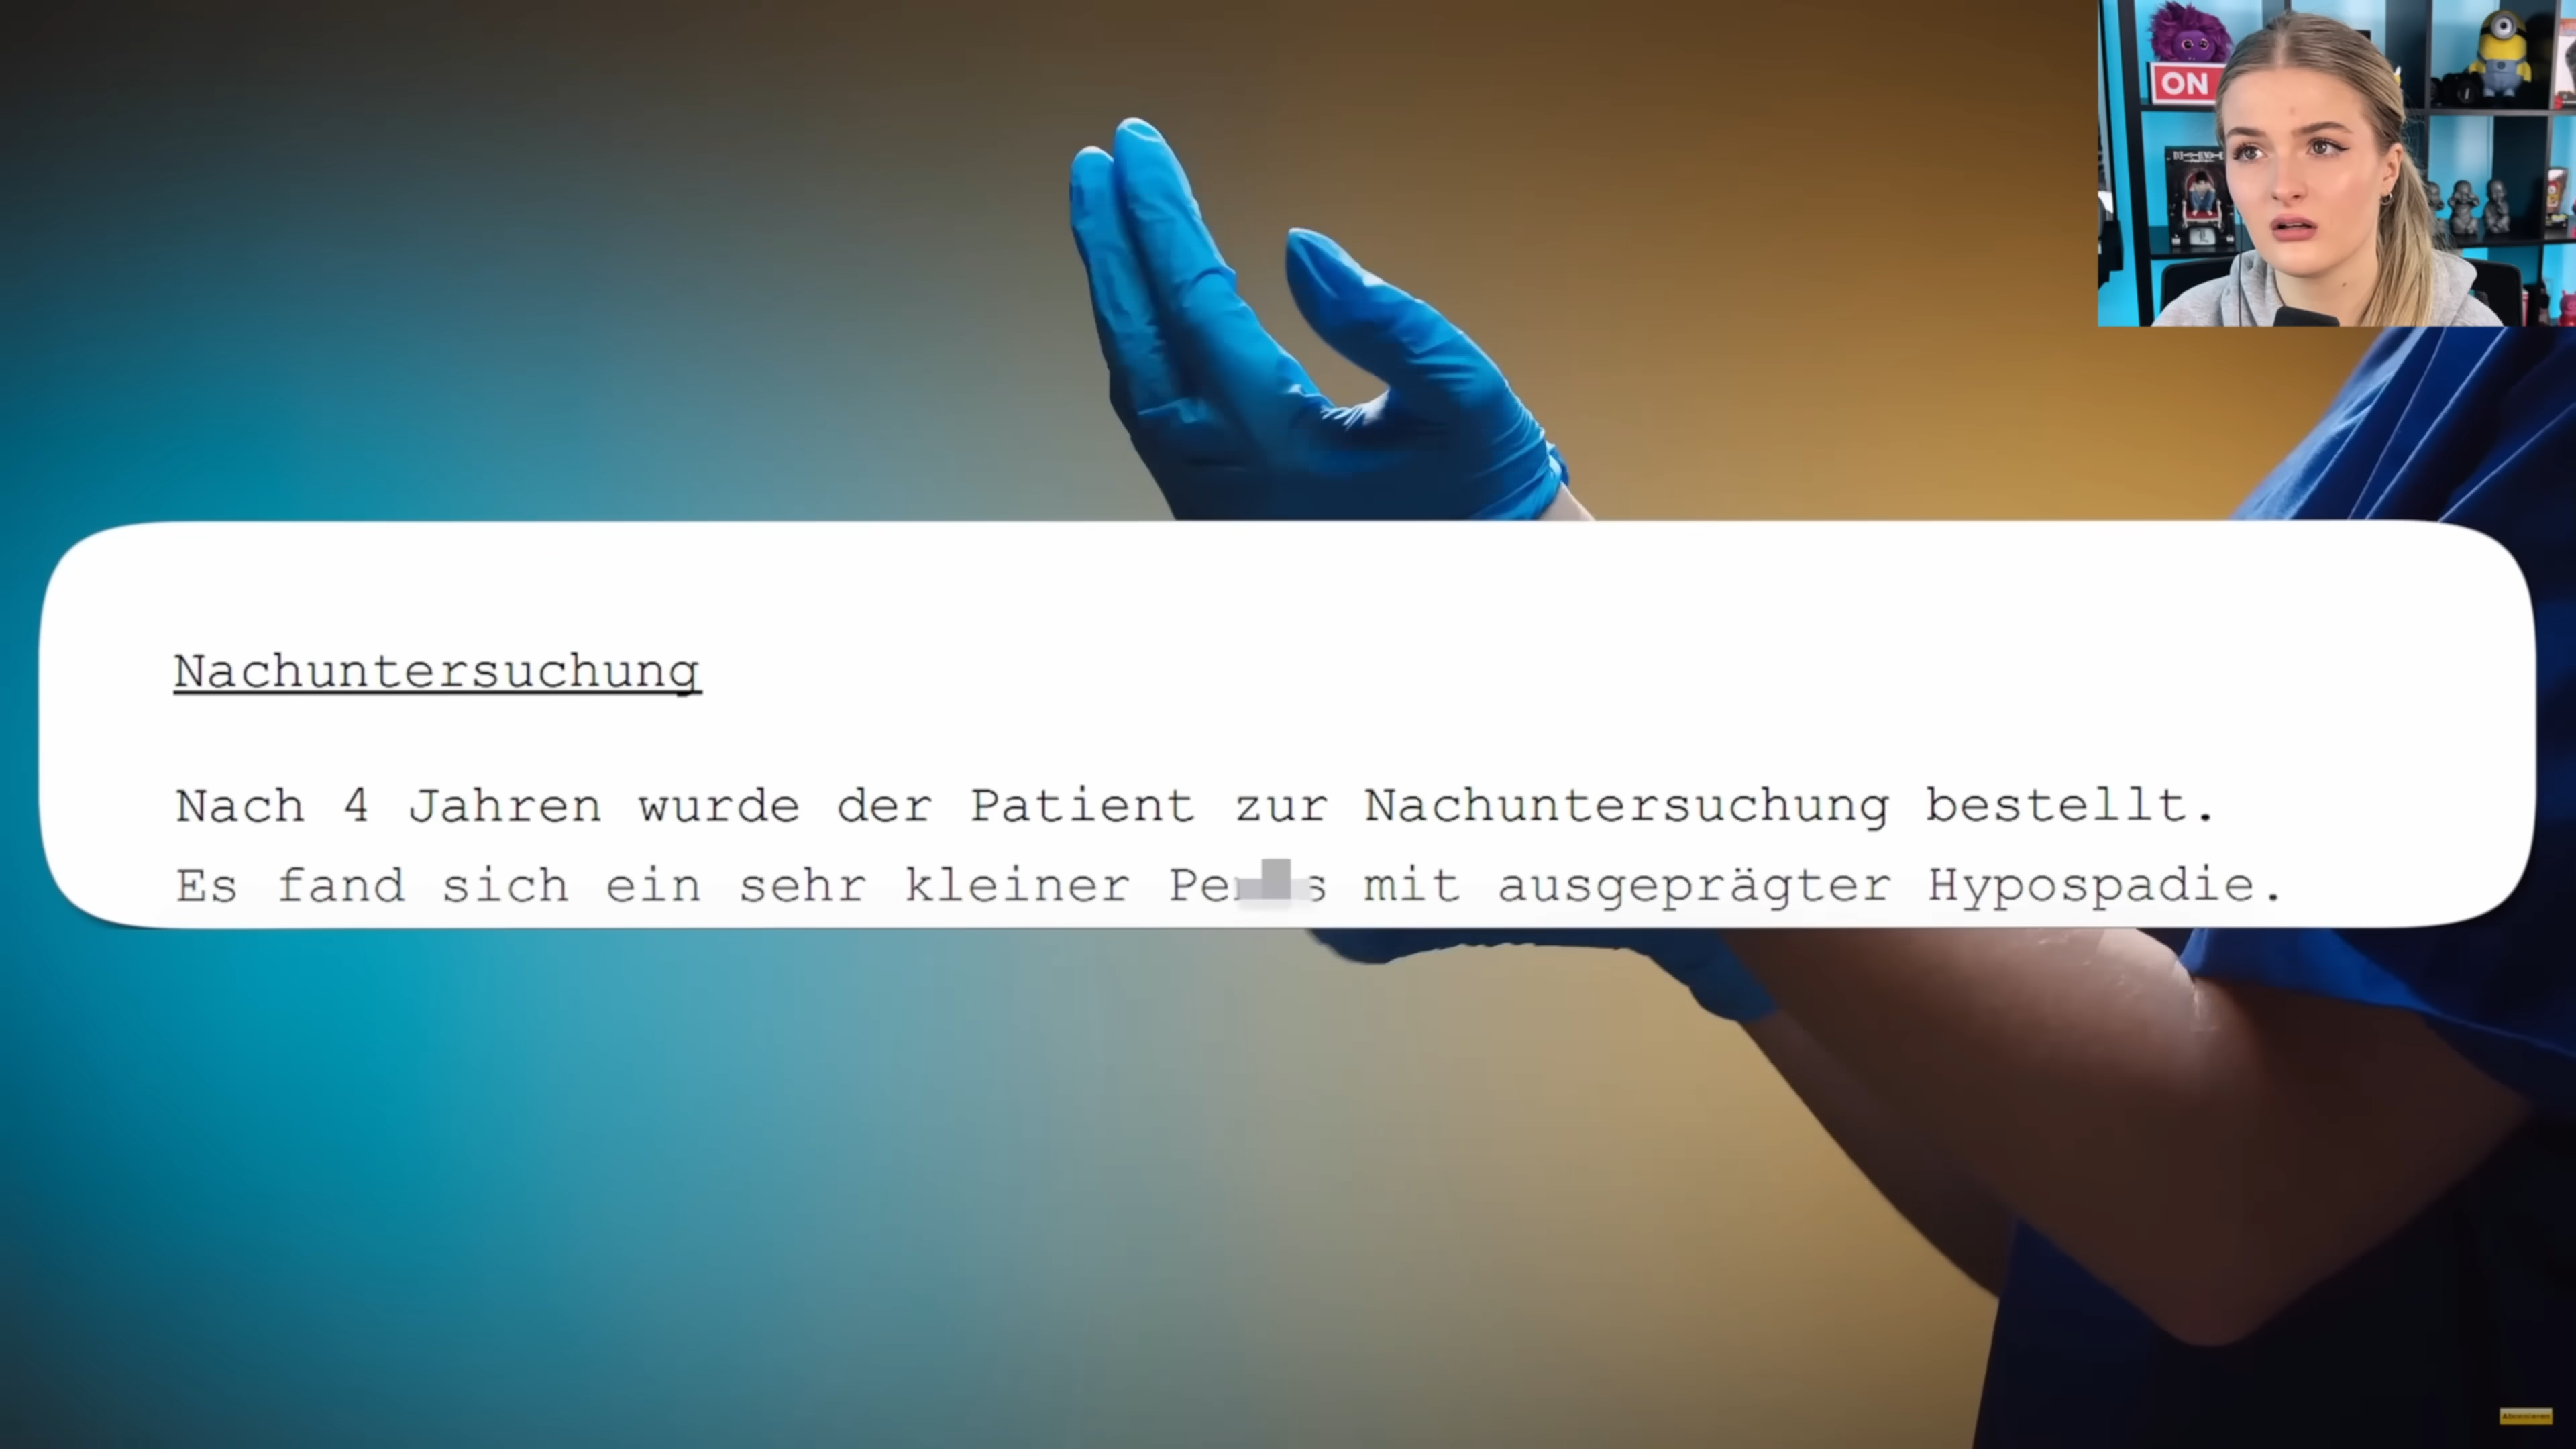 ON
Nachuntersuchung
Nach 4 Jahren wurde der Patient zur Nachuntersuchung bestellt.
Es fand sich ein sehr kleiner mit ausgeprägter Hypospadie.
Abonnieren